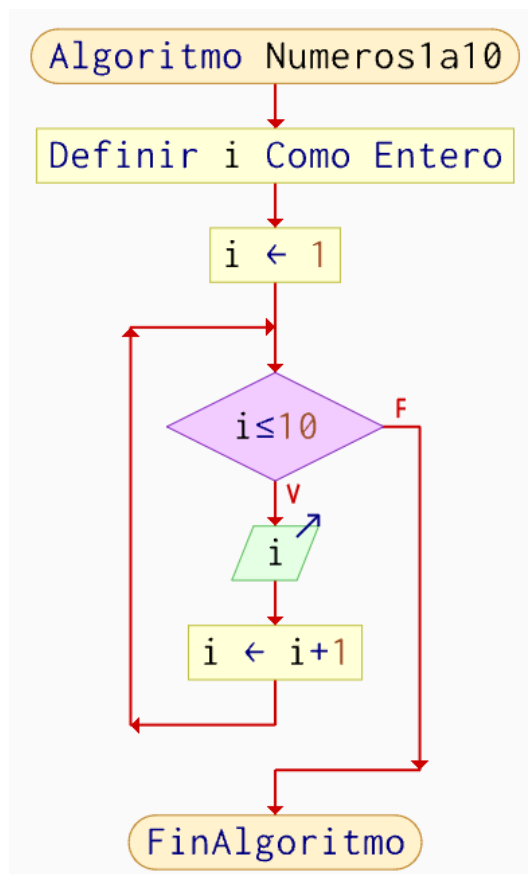 Algoritmo Numeros1a10
Definir i Como Entero
i ← 1
i≤10
F
V
i
i ← i+1
FinAlgoritmo